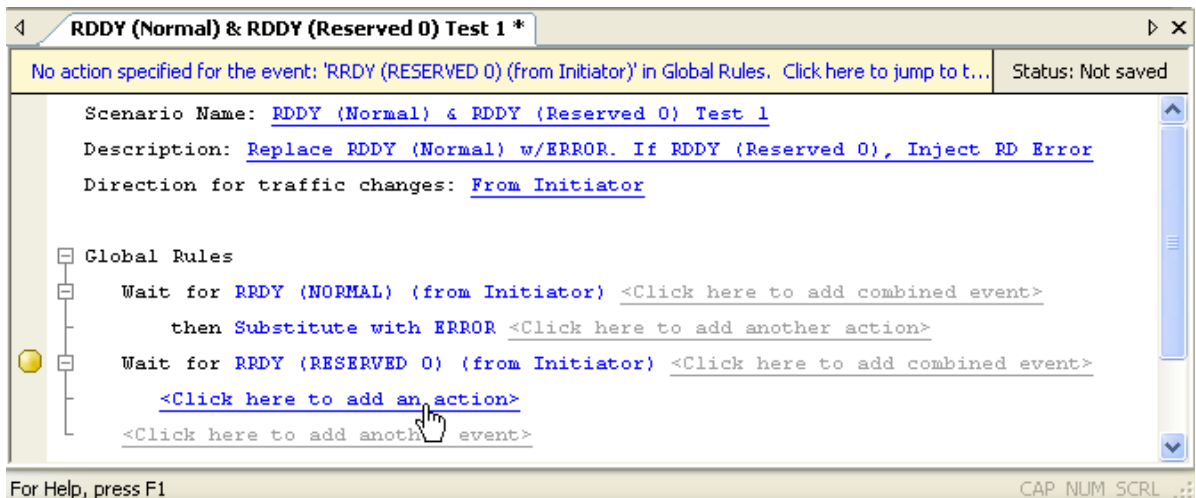 RDDY (Normal) & RDDY (Reserved 0) Test 1 *
No action specified for the event: 'RRDY (RESERVED 0) (from Initiator)' in Global Rules. Click here to jump to t... Status: Not saved
Scenario Name: RDDY (Normal) & RDDY (Reserved 0) Test 1
Description: Replace RDDY (Normal) w/ERROR. If RDDY (Reserved 0), Inject RD Error
Direction for traffic changes: From Initiator
Global Rules
Wait for RRDY (NORMAL) (from Initiator) <Click here to add combined event>
then Substitute with ERROR <Click here to add another action>
Wait for RRDY (RESERVED 0) (from Initiator) <Click here to add combined event>
<Click here to add an action>
<Click here to add another event>
For Help, press F1 CAP NUM SCRL